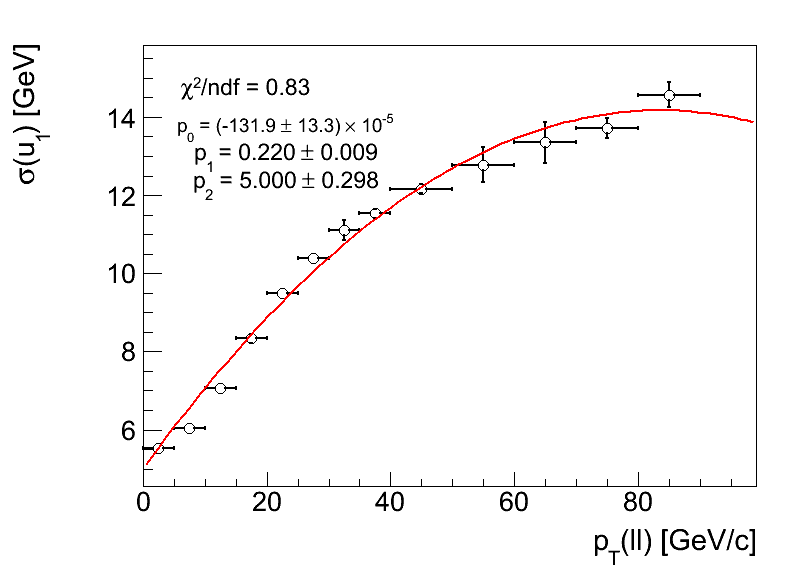 σ(u₁) [GeV]
χ²/ndf = 0.83
p₀ = (-131.9 ± 13.3) × 10⁻⁵
p₁ = 0.220 ± 0.009
p₂ = 5.000 ± 0.298
14
12
10
8
6
0 20 40 60 80
p_T(ll) [GeV/c]